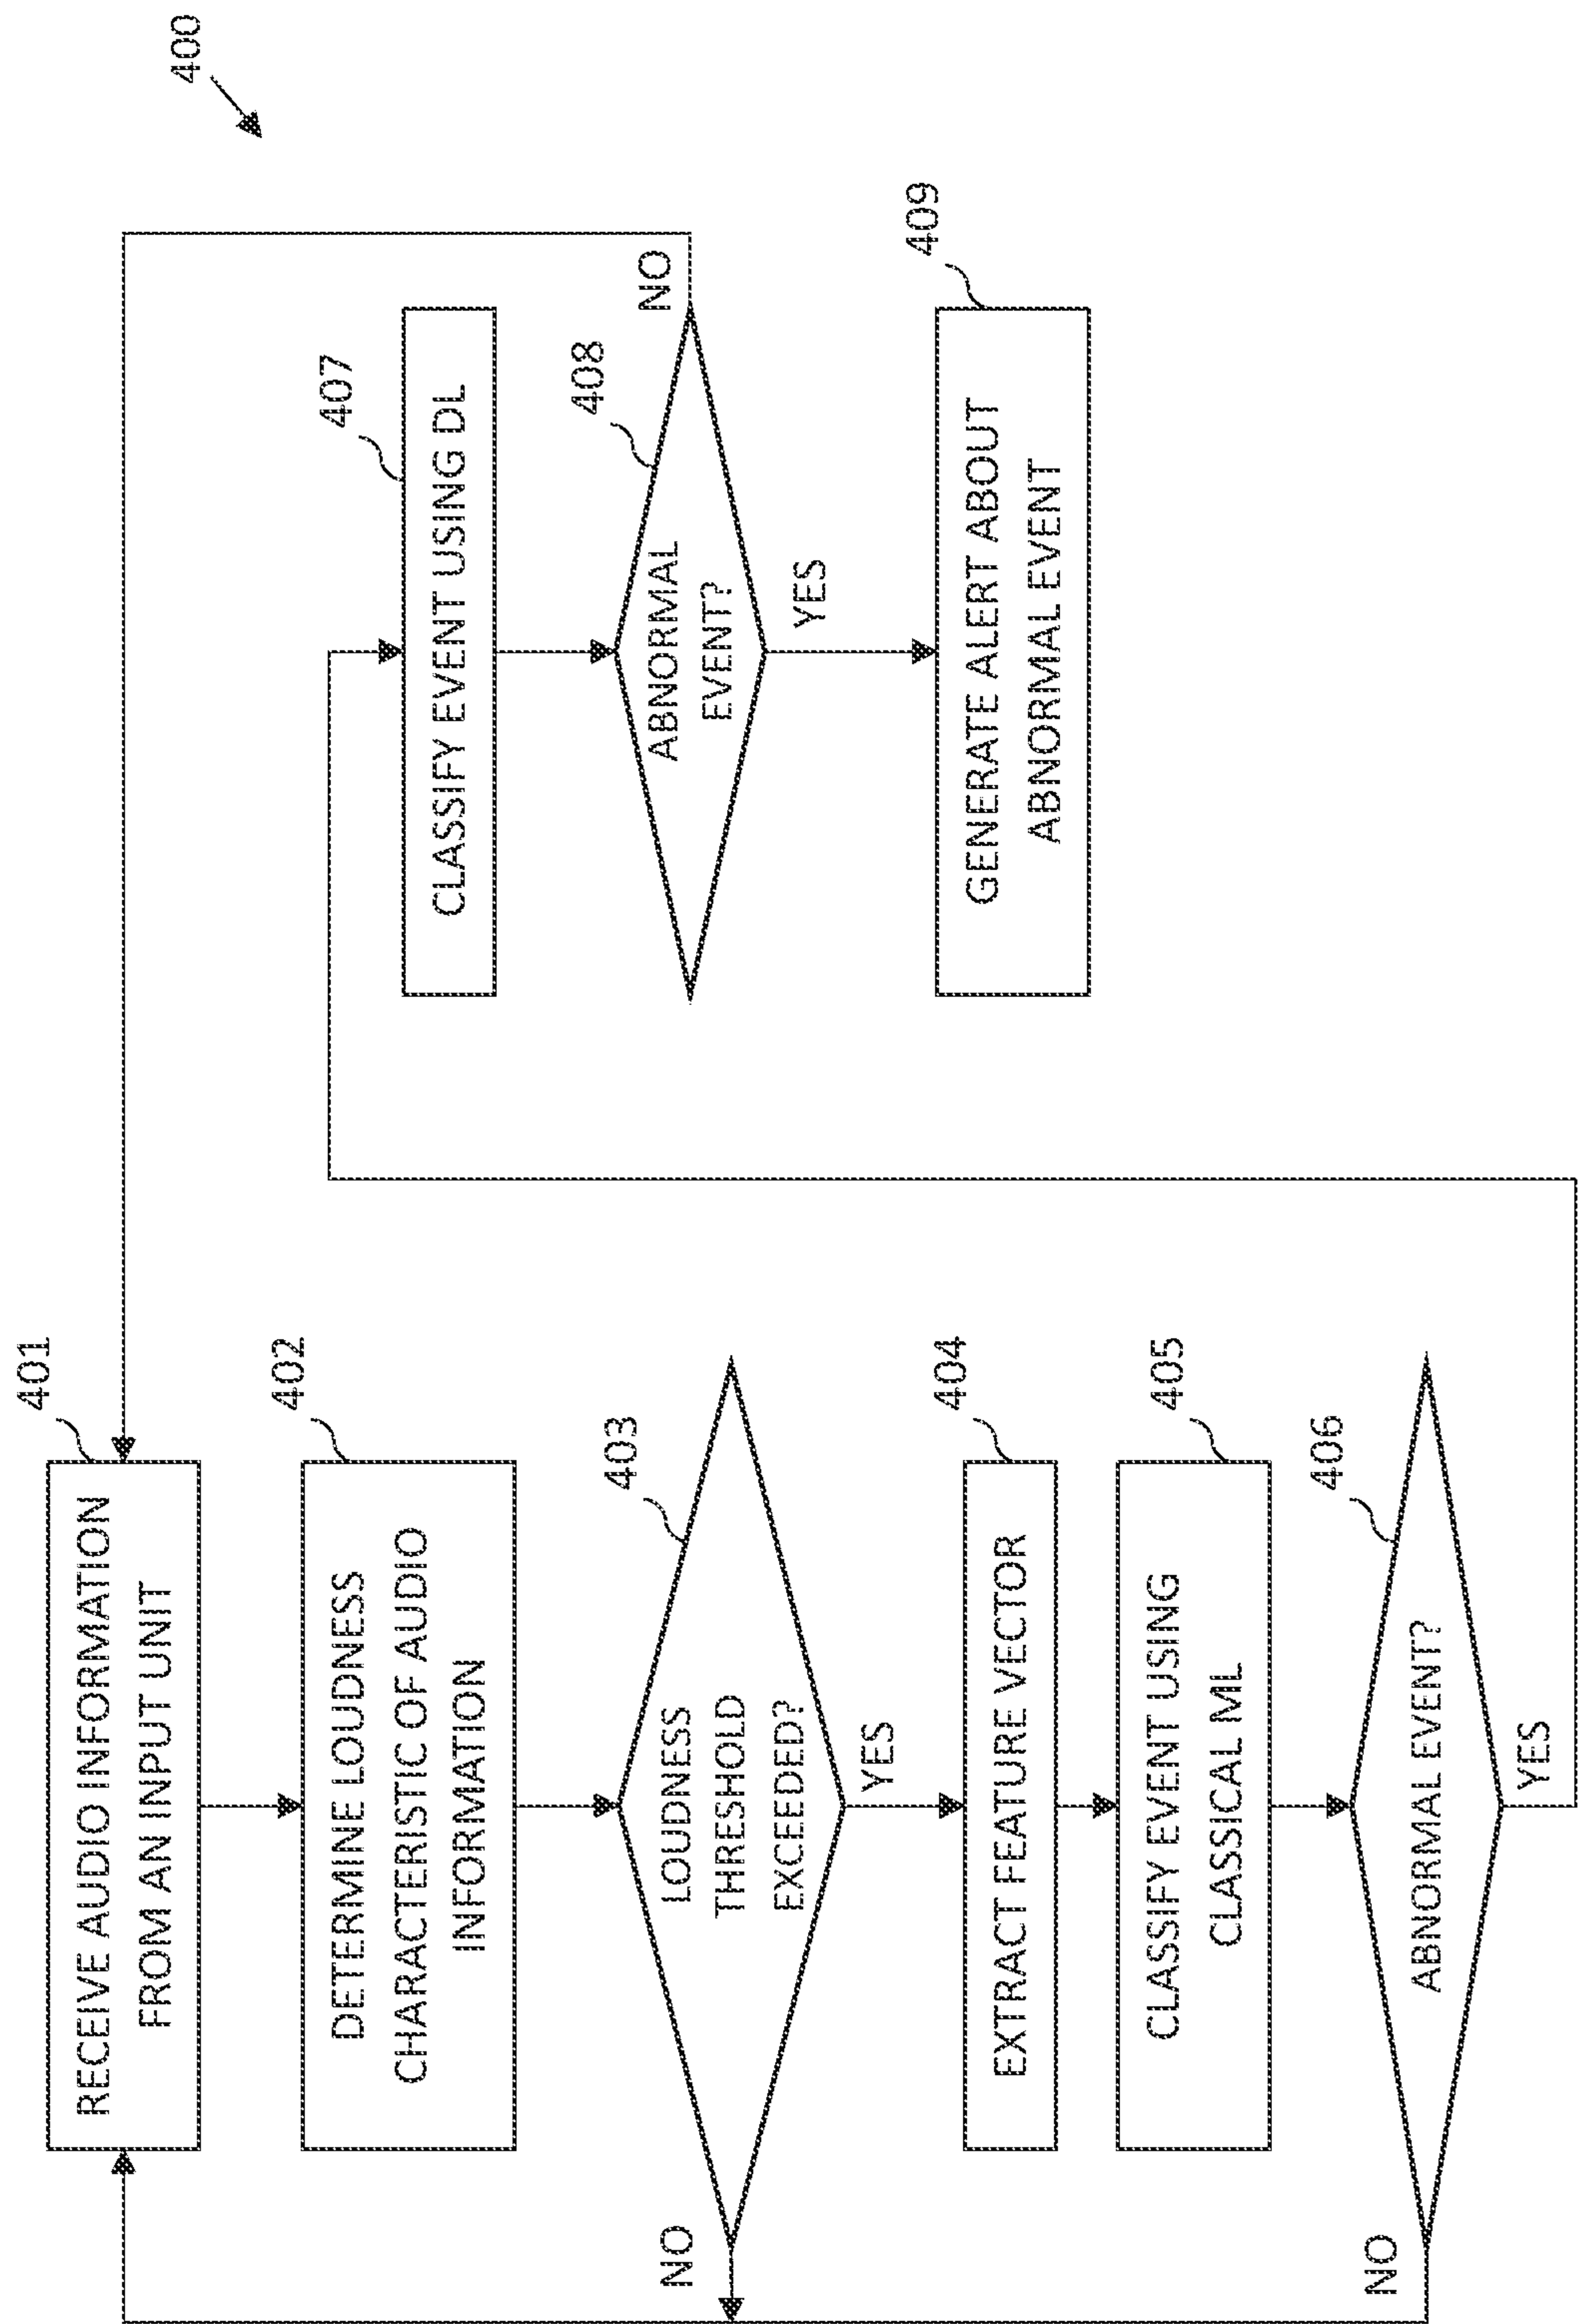 400
401
RECEIVE AUDIO INFORMATION
FROM AN INPUT UNIT
402
DETERMINE LOUDNESS
CHARACTERISTIC OF AUDIO
INFORMATION
403
LOUDNESS
THRESHOLD
EXCEEDED?
NO
YES
404
EXTRACT FEATURE VECTOR
405
CLASSIFY EVENT USING
CLASSICAL ML
406
ABNORMAL EVENT?
NO
YES
407
CLASSIFY EVENT USING DL
408
ABNORMAL
EVENT?
NO
YES
409
GENERATE ALERT ABOUT
ABNORMAL EVENT